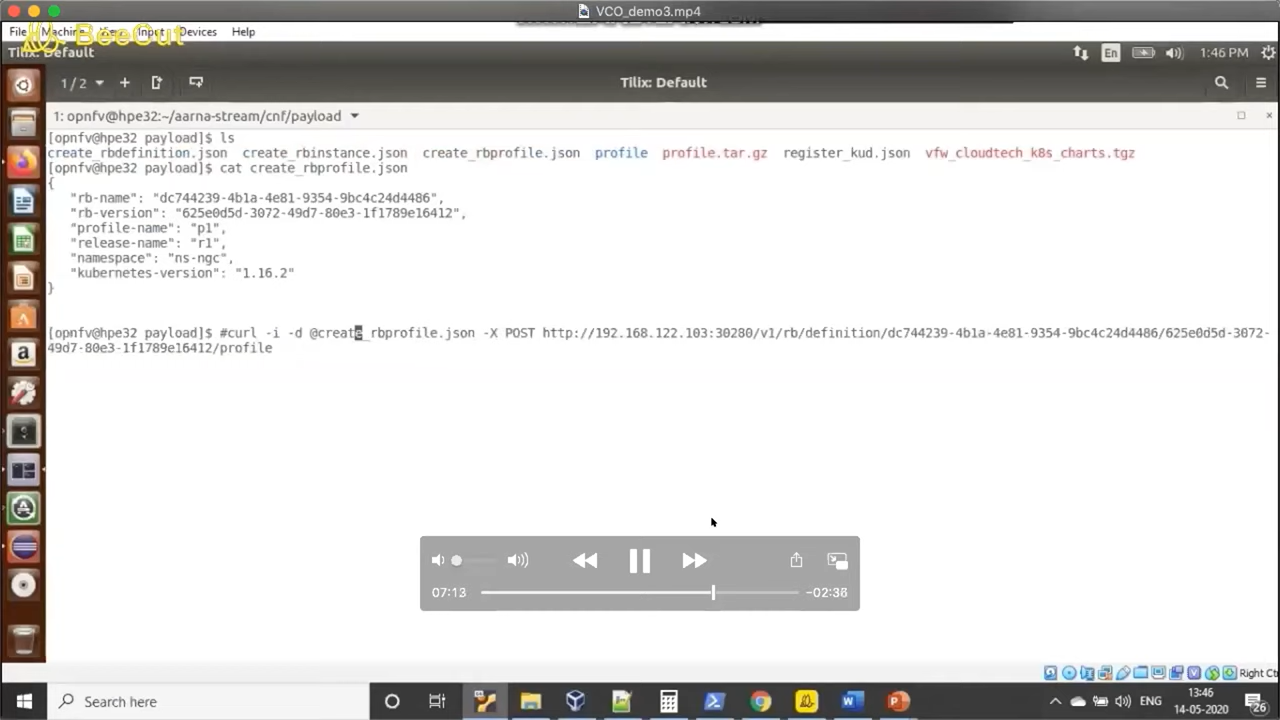 VCO_demo3.mp4
File Machine View Input Devices Help
BeeCut
Tilix: Default
En
1:46 PM
1 / 2
Tilix: Default
1: opnfv@hpe32:~/aarna-stream/cnf/payload
[opnfv@hpe32 payload]$ ls
create_rbdefinition.json create_rbinstance.json create_rbprofile.json profile profile.tar.gz register_kud.json vfw_cloudtech_k8s_charts.tgz
[opnfv@hpe32 payload]$ cat create_rbprofile.json
{
"rb-name": "dc744239-4b1a-4e81-9354-9bc4c24d4486",
"rb-version": "625e0d5d-3072-49d7-80e3-1f1789e16412",
"profile-name": "p1",
"release-name": "r1",
"namespace": "ns-ngc",
"kubernetes-version": "1.16.2"
}
[opnfv@hpe32 payload]$ #curl -i -d @create_rbprofile.json -X POST http://192.168.122.103:30280/v1/rb/definition/dc744239-4b1a-4e81-9354-9bc4c24d4486/625e0d5d-3072-
49d7-80e3-1f1789e16412/profile
07:13
-02:38
Right Ct
Search here
ENG
13:46
14-05-2020
26